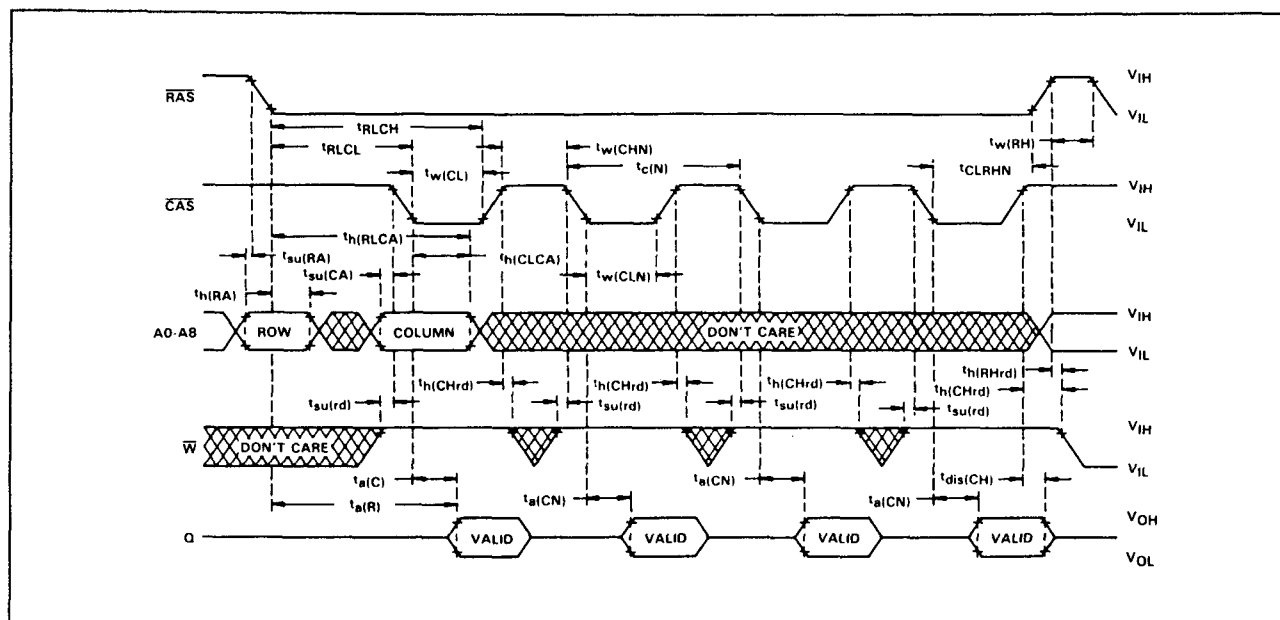 RAS VIH
VIL
tRLCH
tRLCL tw(CHN) tw(RH)
tw(CL) tc(N) tCLRHN
CAS VIH
VIL
th(RLCA)
tsu(RA) th(CLCA)
tsu(CA) tw(CLN)
th(RA)
A0-A8 ROW COLUMN DON'T CARE VIH
VIL
th(RHrd)
th(CHrd) th(CHrd) th(CHrd) th(CHrd)
tsu(rd) tsu(rd) tsu(rd) tsu(rd)
W DON'T CARE VIH
VIL
ta(C) ta(CN) tdis(CH)
ta(R) ta(CN) ta(CN)
Q VALID VALID VALID VALID VOH
VOL